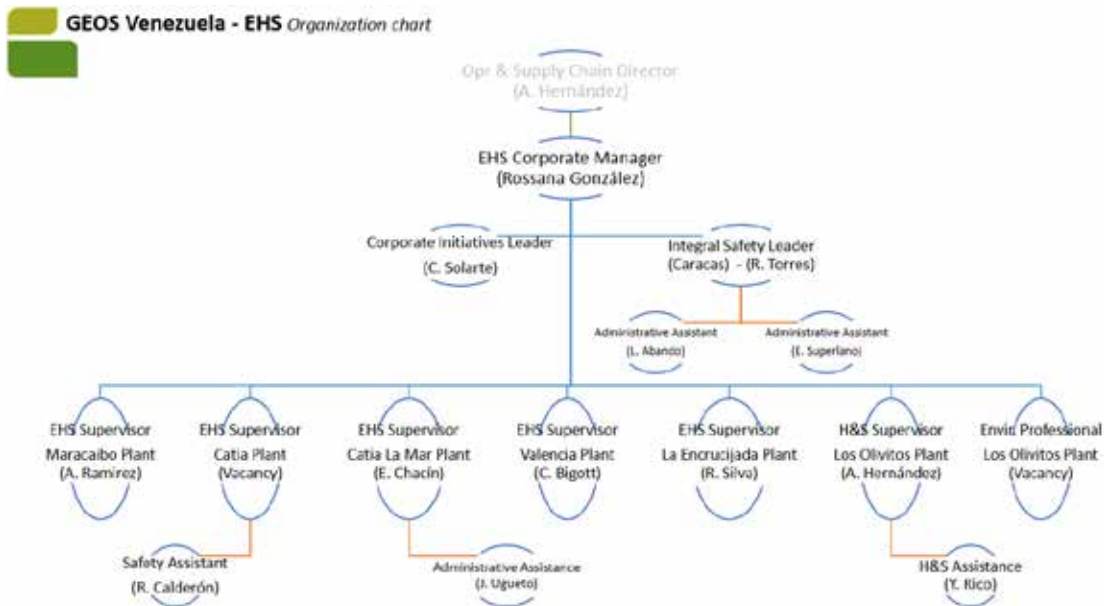 GEOS Venezuela - EHS Organization chart
Opr & Supply Chain Director
(A. Hernández)
EHS Corporate Manager
(Rossana González)
Corporate Initiatives Leader
(C. Solarte)
Integral Safety Leader
(Caracas) - (R. Torres)
Administrative Assistant
(L. Abando)
Administrative Assistant
(E. Superlano)
EHS Supervisor
Maracaibo Plant
(A. Ramirez)
EHS Supervisor
Catia Plant
(Vacancy)
EHS Supervisor
Catia La Mar Plant
(E. Chacín)
EHS Supervisor
Valencia Plant
(C. Bigott)
EHS Supervisor
La Encrucijada Plant
(R. Silva)
H&S Supervisor
Los Olivitos Plant
(A. Hernández)
Envir. Professional
Los Olivitos Plant
(Vacancy)
Safety Assistant
(R. Calderón)
Administrative Assistance
(J. Ugueto)
H&S Assistance
(Y. Rico)